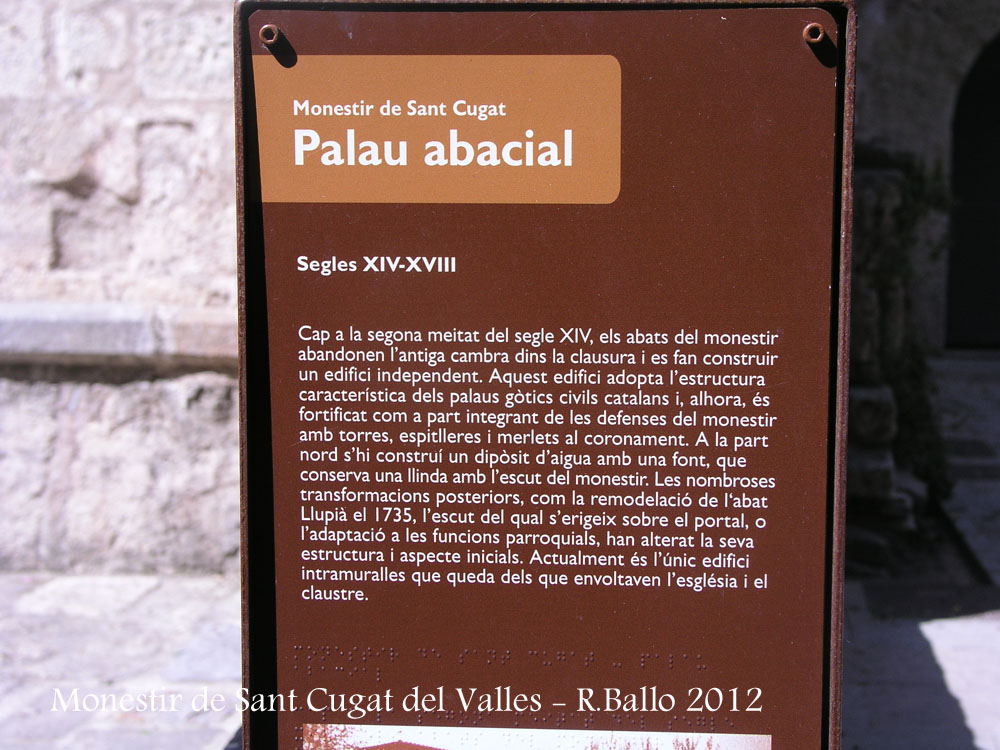 Monestir de Sant Cugat
Palau abacial
Segles XIV-XVIII
Cap a la segona meitat del segle XIV, els abats del monestir
abandonen l'antiga cambra dins la clausura i es fan construir
un edifici independent. Aquest edifici adopta l'estructura
característica dels palaus gòtics civils catalans i, alhora, és
fortificat com a part integrant de les defenses del monestir
amb torres, espitlleres i merlets al coronament. A la part
nord s'hi construí un dipòsit d'aigua amb una font, que
conserva una llinda amb l'escut del monestir. Les nombroses
transformacions posteriors, com la remodelació de l'abat
Llupià el 1735, l'escut del qual s'erigeix sobre el portal, o
l'adaptació a les funcions parroquials, han alterat la seva
estructura i aspecte inicials. Actualment és l'únic edifici
intramuralles que queda dels que envoltaven l'església i el
claustre.
Monestir de Sant Cugat del Valles - R.Ballo 2012